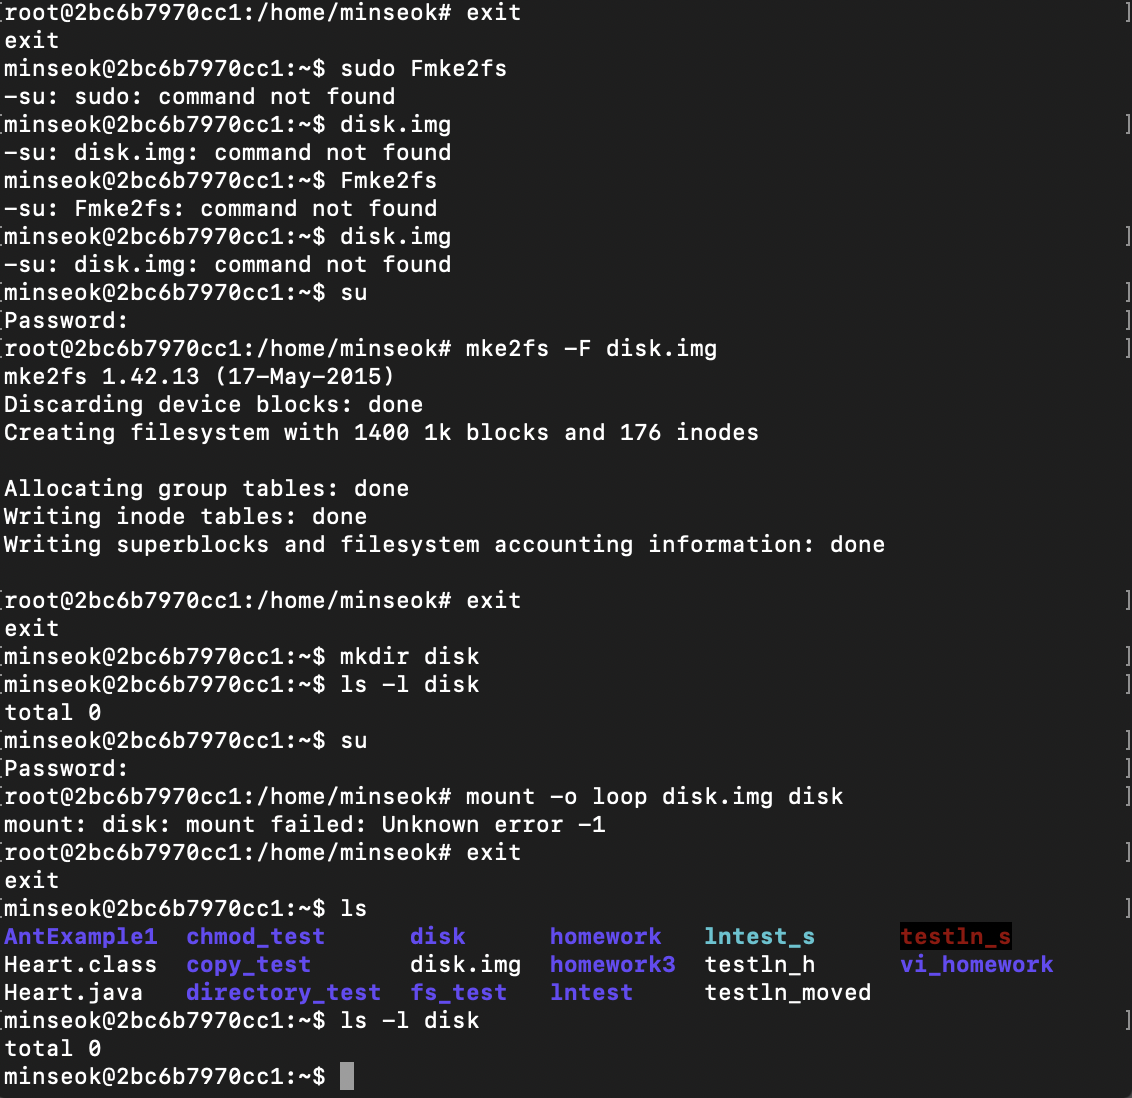 [root@2bc6b7970cc1:/home/minseok# exit ]
exit
minseok@2bc6b7970cc1:~$ sudo Fmke2fs
-su: sudo: command not found
[minseok@2bc6b7970cc1:~$ disk.img ]
-su: disk.img: command not found
minseok@2bc6b7970cc1:~$ Fmke2fs
-su: Fmke2fs: command not found
[minseok@2bc6b7970cc1:~$ disk.img ]
-su: disk.img: command not found
[minseok@2bc6b7970cc1:~$ su ]
[Password: ]
[root@2bc6b7970cc1:/home/minseok# mke2fs -F disk.img ]
mke2fs 1.42.13 (17-May-2015)
Discarding device blocks: done
Creating filesystem with 1400 1k blocks and 176 inodes
Allocating group tables: done
Writing inode tables: done
Writing superblocks and filesystem accounting information: done
[root@2bc6b7970cc1:/home/minseok# exit ]
exit
[minseok@2bc6b7970cc1:~$ mkdir disk ]
[minseok@2bc6b7970cc1:~$ ls -l disk ]
total 0
[minseok@2bc6b7970cc1:~$ su ]
[Password: ]
[root@2bc6b7970cc1:/home/minseok# mount -o loop disk.img disk ]
mount: disk: mount failed: Unknown error -1
[root@2bc6b7970cc1:/home/minseok# exit ]
exit
[minseok@2bc6b7970cc1:~$ ls ]
AntExample1 chmod_test disk homework lntest_s testln_s
Heart.class copy_test disk.img homework3 testln_h vi_homework
Heart.java directory_test fs_test lntest testln_moved
[minseok@2bc6b7970cc1:~$ ls -l disk ]
total 0
minseok@2bc6b7970cc1:~$